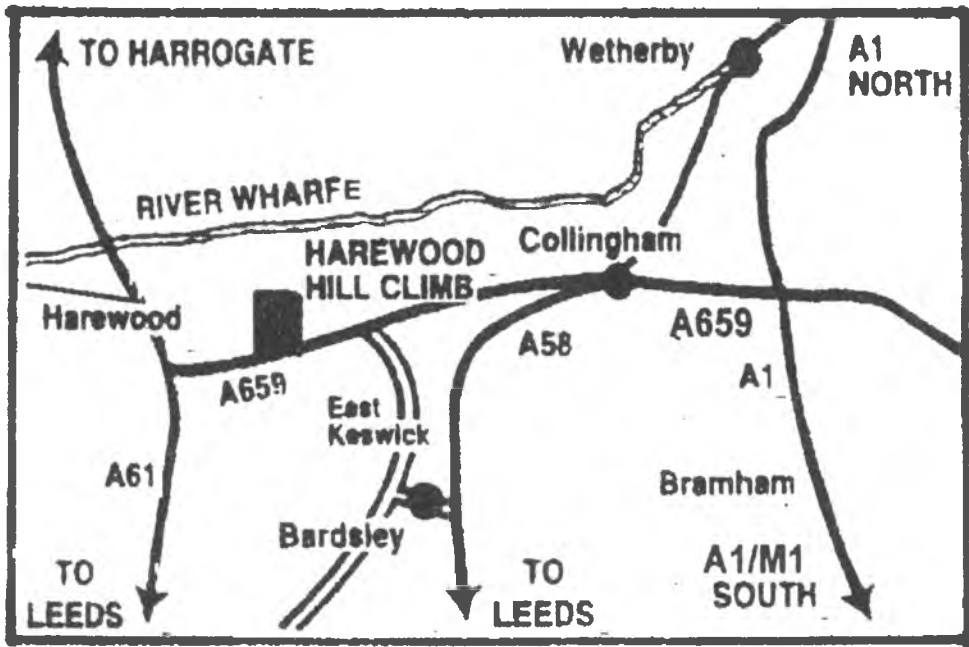 TO HARROGATE
Wetherby
A1
NORTH
RIVER WHARFE
HAREWOOD
HILL CLIMB
Collingham
Harewood
A659
A58
A659
A1
East
Keswick
A61
Bardsley
Bramham
TO
LEEDS
TO
LEEDS
A1/M1
SOUTH